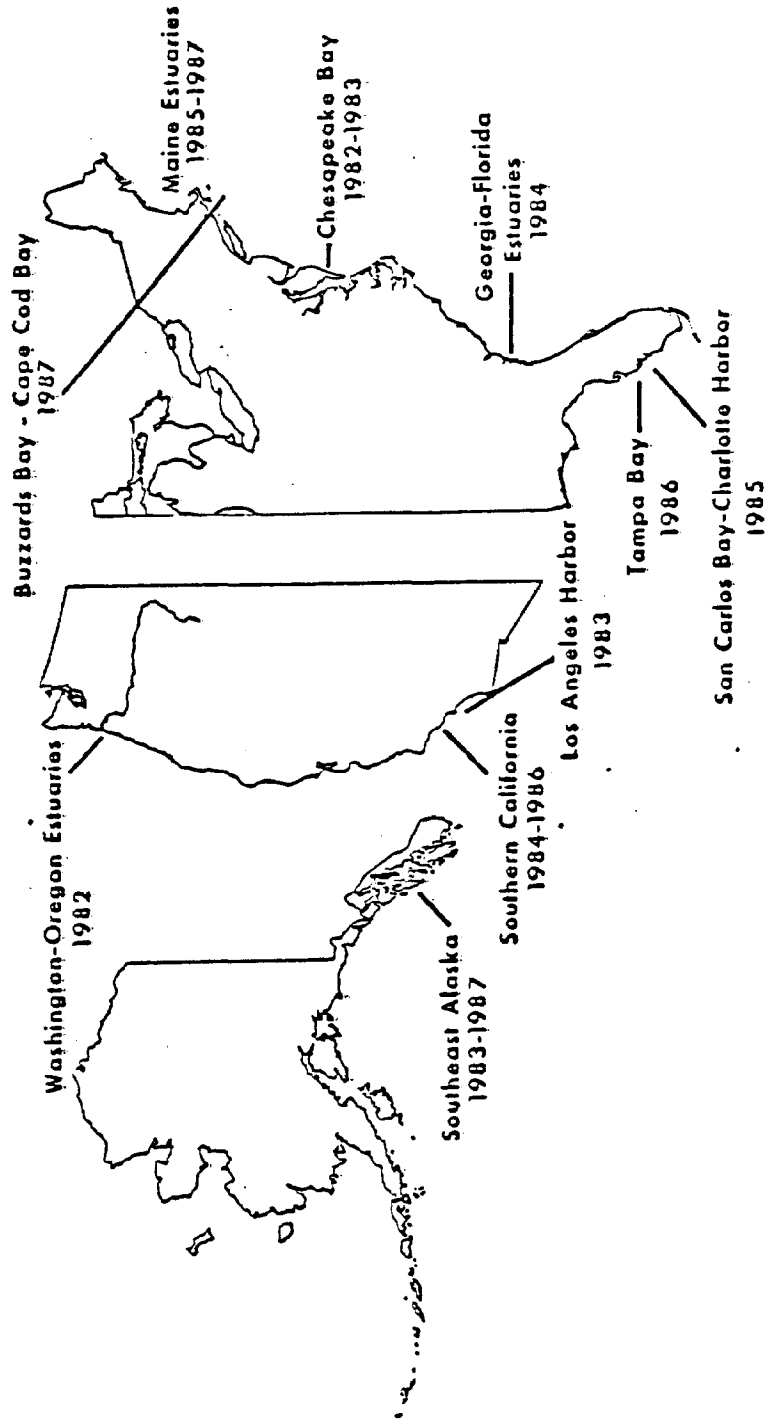 Washington-Oregon Estuaries
1982
Southeast Alaska
1983-1987
Southern California
1984-1986
Los Angeles Harbor
1983
Buzzards Bay - Cape Cod Bay
1987
Maine Estuaries
1985-1987
Chesapeake Bay
1982-1983
Georgia-Florida
Estuaries
1984
Tampa Bay
1986
San Carlos Bay-Charlotte Harbor
1985